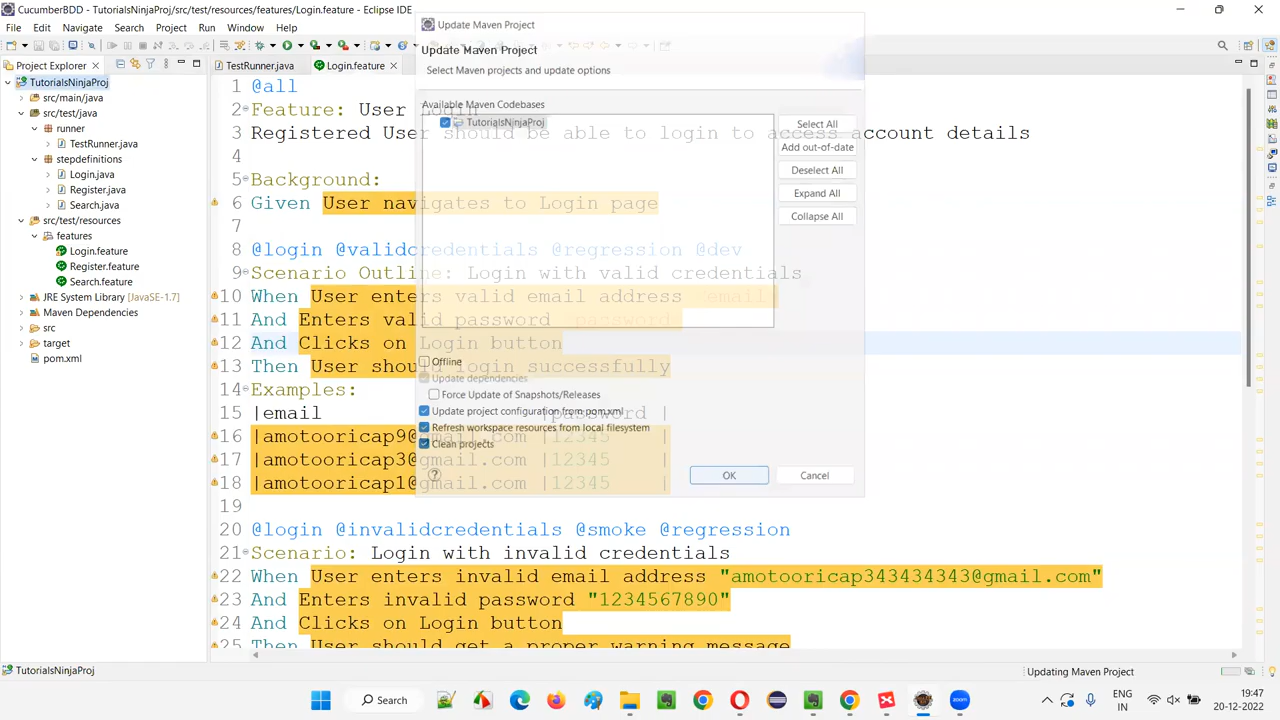 CucumberBDD - TutorialsNinjaProj/src/test/resources/features/Login.feature - Eclipse IDE
File Edit Navigate Search Project Run Window Help
Project Explorer
TutorialsNinjaProj
src/main/java
src/test/java
runner
TestRunner.java
stepdefinitions
Login.java
Register.java
Search.java
src/test/resources
features
Login.feature
Register.feature
Search.feature
JRE System Library [JavaSE-1.7]
Maven Dependencies
src
target
pom.xml
TestRunner.java Login.feature
1 @all
2 Feature: User Login
3 Registered User should be able to login to access account details
4
5 Background:
6 Given User navigates to Login page
7
8 @login @validcredentials @regression @dev
9 Scenario Outline: Login with valid credentials
10 When User enters valid email address <email>
11 And Enters valid password <password>
12 And Clicks on Login button
13 Then User should login successfully
14 Examples:
15 |email |password |
16 |amotooricap9@gmail.com |12345 |
17 |amotooricap3@gmail.com |12345 |
18 |amotooricap1@gmail.com |12345 |
19
20 @login @invalidcredentials @smoke @regression
21 Scenario: Login with invalid credentials
22 When User enters invalid email address "amotooricap343434343@gmail.com"
23 And Enters invalid password "1234567890"
24 And Clicks on Login button
25 Then User should get a proper warning message
Update Maven Project
Update Maven Project
Select Maven projects and update options
Available Maven Codebases
TutorialsNinjaProj
Select All
Add out-of-date
Deselect All
Expand All
Collapse All
Offline
Update dependencies
Force Update of Snapshots/Releases
Update project configuration from pom.xml
Refresh workspace resources from local filesystem
Clean projects
OK Cancel
TutorialsNinjaProj
Updating Maven Project
Search
ENG
IN
19:47
20-12-2022